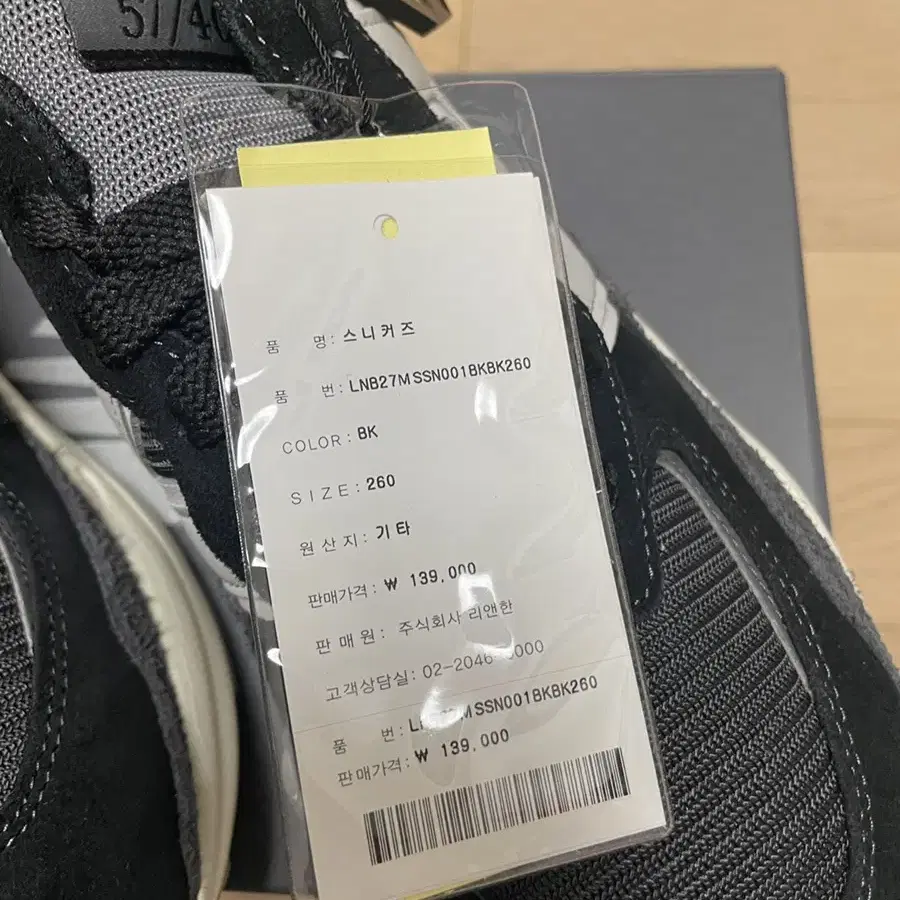 57/40
품 명: 스니커즈
품 번: LNB27MSSN001BKBK260
COLOR: BK
SIZE: 260
원산지: 기타
판매가격: ₩ 139,000
판매원: 주식회사 리앤한
고객상담실: 02-2046-
품 번: MSSN001BKBK260
판매가격: ₩ 139,000